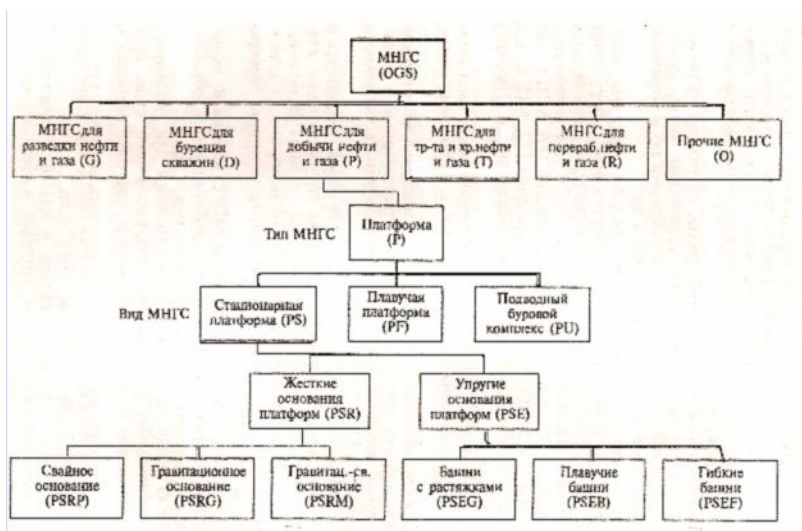 МНГС
(OGS)
МНГС для
разведки нефти
и газа (G)
МНГС для
бурения
скважин (D)
МНГС для
добычи нефти
и газа (P)
МНГС для
тр-та и хр.нефти
и газа (T)
МНГС для
перераб.нефти
и газа (R)
Прочие МНГС
(O)
Тип МНГС
Платформа
(P)
Вид МНГС
Стационарная
платформа (PS)
Плавучая
платформа
(PF)
Подводный
буровой
комплекс (PU)
Жесткие
основания
платформ (PSR)
Упругие
основания
платформ (PSE)
Свайное
основание
(PSRP)
Гравитационное
основание
(PSRG)
Гравитац.-св.
основание
(PSRM)
Башни
с растяжками
(PSEG)
Плавучие
башни
(PSEB)
Гибкие
башни
(PSEF)